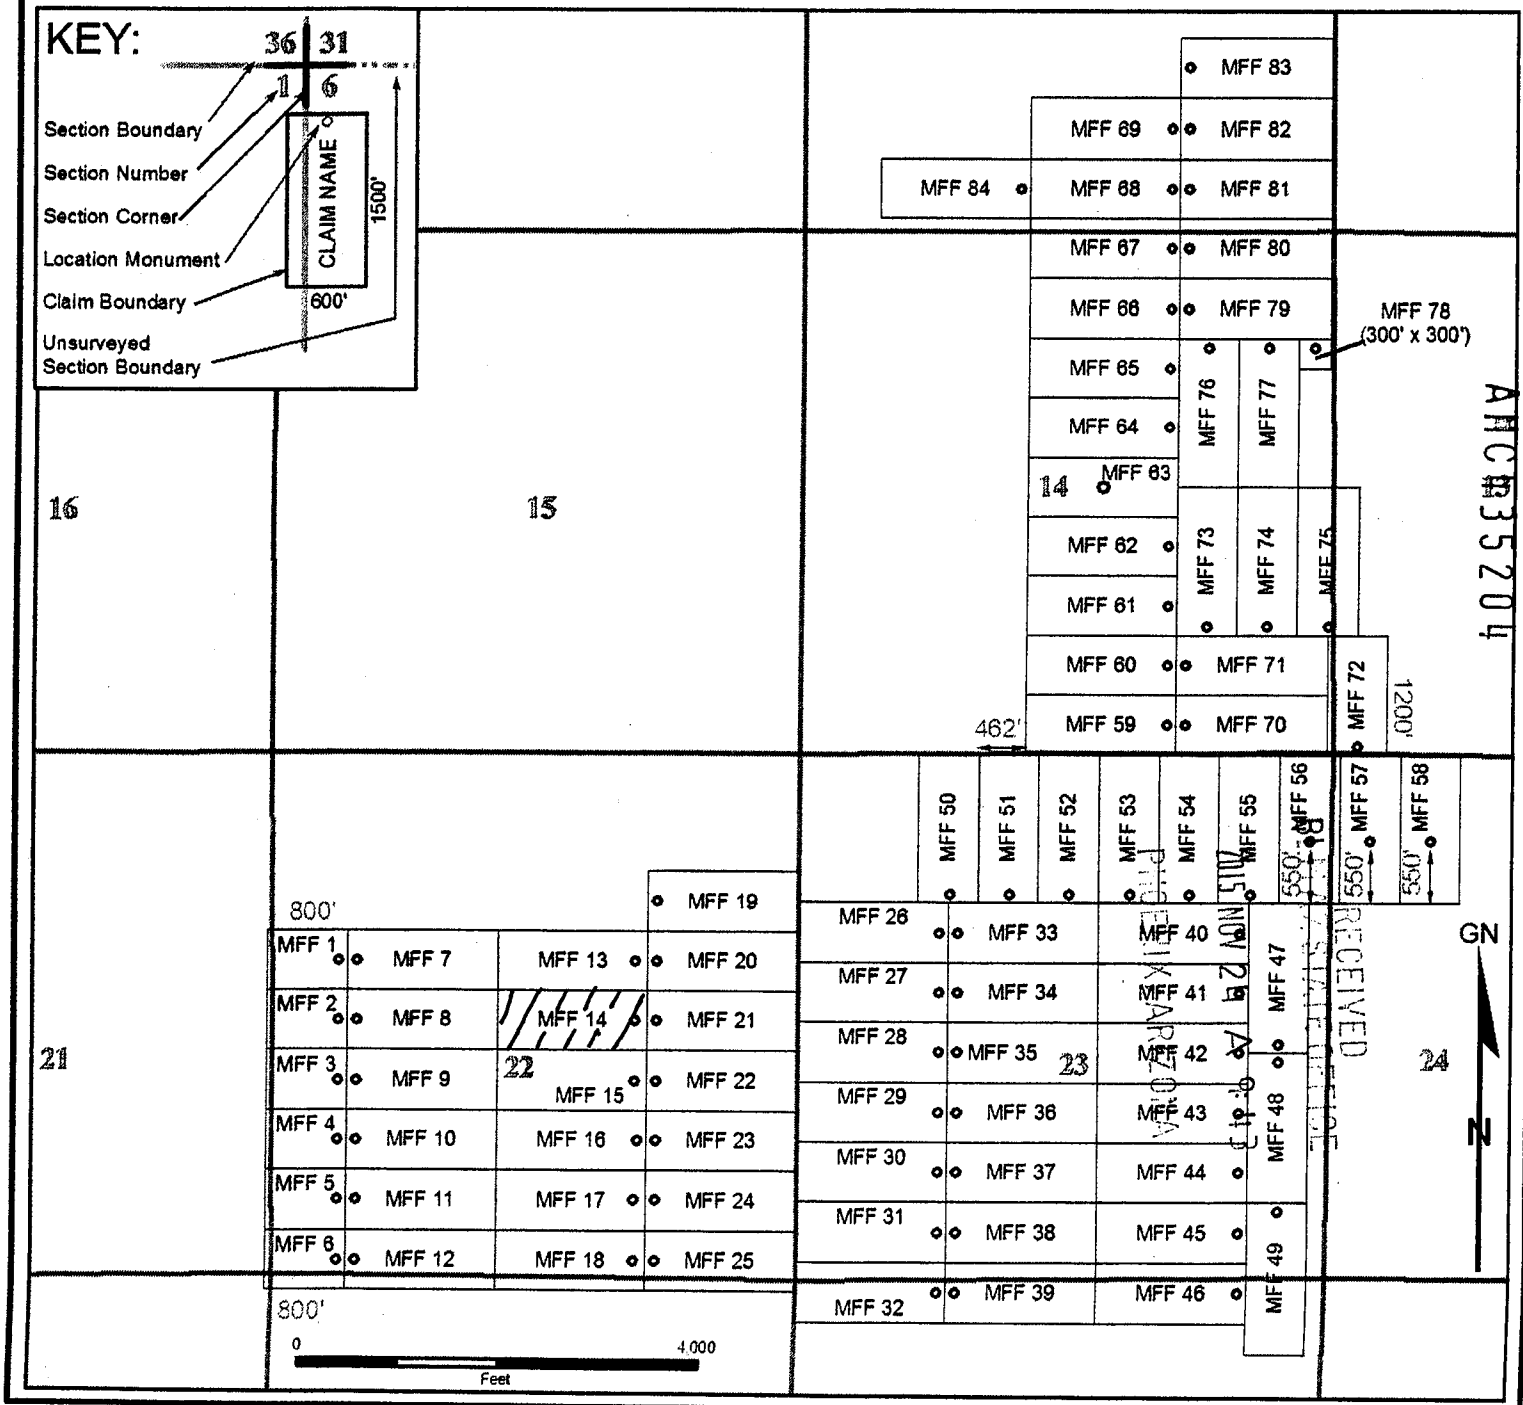 KEY:
36 31
1 6
Section Boundary
Section Number
Section Corner
Location Monument
Claim Boundary
Unsurveyed
Section Boundary
CLAIM NAME
1500'
600'
MFF 83
MFF 69 MFF 82
MFF 84 MFF 68 MFF 81
MFF 67 MFF 80
MFF 66 MFF 79
MFF 78
(300' x 300')
MFF 65 MFF 76 MFF 77
MFF 64
16 15 14 MFF 63
MFF 62 MFF 73 MFF 74 MFF 75
MFF 61
MFF 60 MFF 71 MFF 72
1200'
462' MFF 59 MFF 70
MFF 50 MFF 51 MFF 52 MFF 53 MFF 54 MFF 55 MFF 56 MFF 57 MFF 58
550' 550' 550'
MFF 19
800'
MFF 26 MFF 33 MFF 40 MFF 47
MFF 1 MFF 7 MFF 13 MFF 20
MFF 27 MFF 34 MFF 41
MFF 2 MFF 8 MFF 14 MFF 21
MFF 28 MFF 35 MFF 42
21 22 23 24
MFF 3 MFF 9 MFF 15 MFF 22
MFF 29 MFF 36 MFF 43 MFF 48
MFF 4 MFF 10 MFF 16 MFF 23
MFF 30 MFF 37 MFF 44
MFF 5 MFF 11 MFF 17 MFF 24
MFF 31 MFF 38 MFF 45
MFF 6 MFF 12 MFF 18 MFF 25
MFF 32 MFF 39 MFF 46 MFF 49
800'
0 4,000
Feet
GN
N
RECEIVED
2015 NOV 24 A 9:43
PHOENIX, ARIZONA